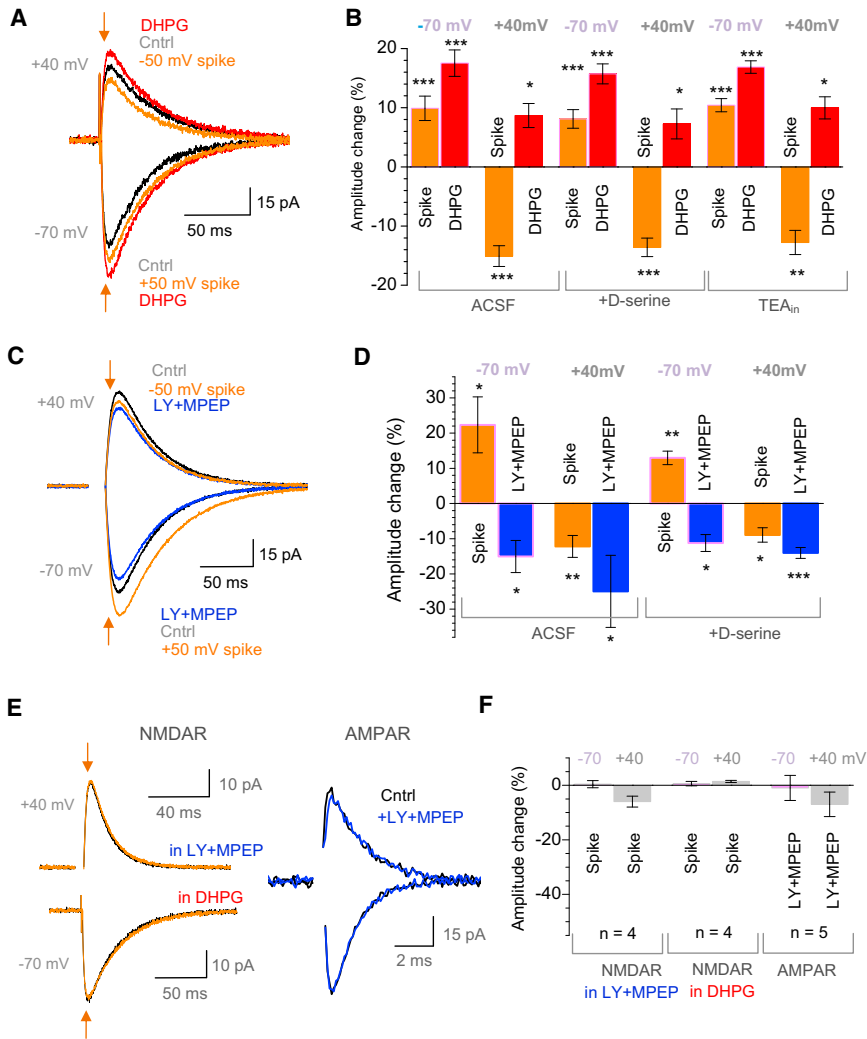 A
DHPG
Cntrl
-50 mV spike
+40 mV
15 pA
50 ms
-70 mV
Cntrl
+50 mV spike
DHPG
B
-70 mV +40 mV -70 mV +40mV -70 mV +40 mV
Amplitude change (%)
20
10
0
-10
-20
*** *** * *** *** * *** *** *
Spike DHPG Spike DHPG Spike DHPG Spike DHPG Spike DHPG Spike DHPG
*** *** **
ACSF +D-serine TEAin
C
Cntrl
-50 mV spike
LY+MPEP
+40 mV
15 pA
50 ms
-70 mV
LY+MPEP
Cntrl
+50 mV spike
D
-70 mV +40mV -70 mV +40mV
Amplitude change (%)
30
20
10
0
-10
-20
-30
* **
Spike LY+MPEP Spike LY+MPEP Spike LY+MPEP Spike LY+MPEP
* ** * * * ***
ACSF +D-serine
E
NMDAR AMPAR
+40 mV
10 pA
40 ms
in LY+MPEP
in DHPG
-70 mV
10 pA
50 ms
Cntrl
+LY+MPEP
15 pA
2 ms
F
-70 +40 -70 +40 -70 +40 mV
Amplitude change (%)
0
-20
-40
Spike Spike Spike Spike LY+MPEP LY+MPEP
n = 4 n = 4 n = 5
NMDAR NMDAR AMPAR
in LY+MPEP in DHPG